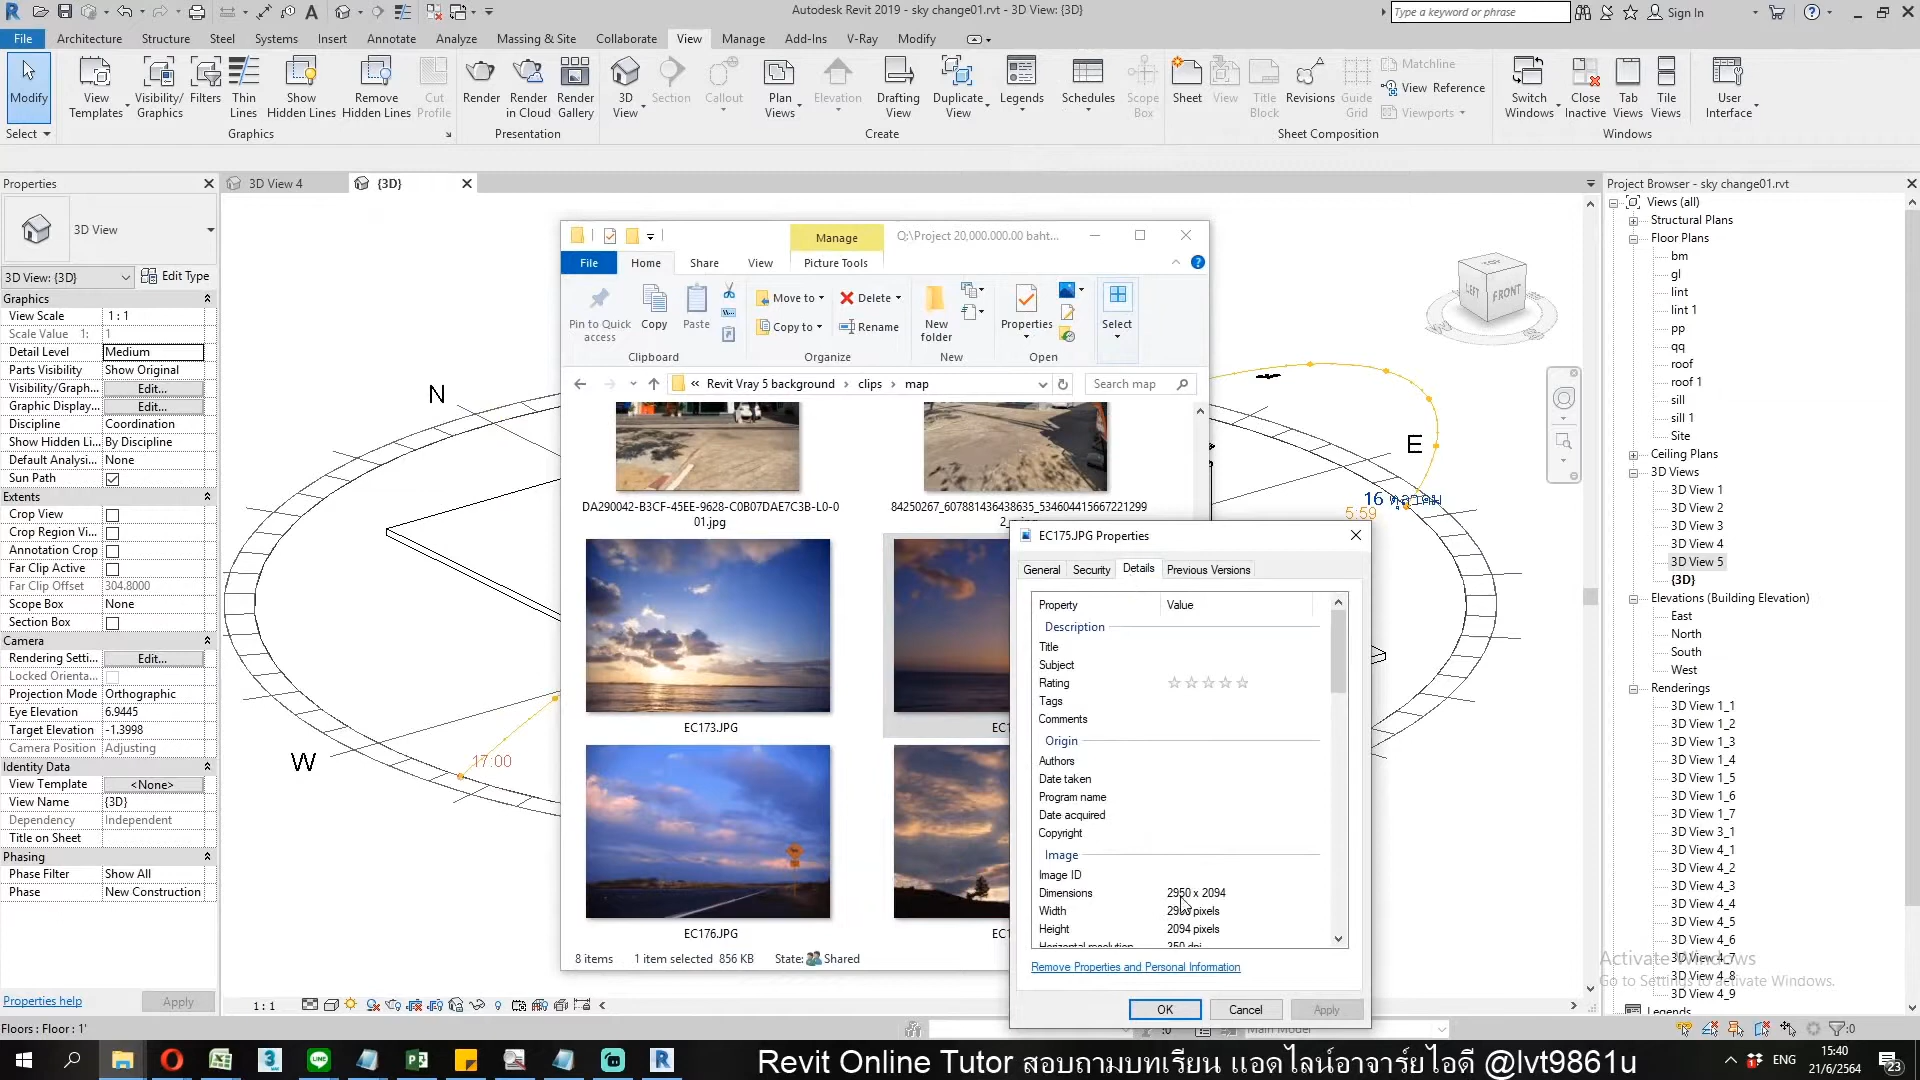 Autodesk Revit 2019 - sky change01.rvt - 3D View: {3D}
Type a keyword or phrase
Sign In
File Architecture Structure Steel Systems Insert Annotate Analyze Massing & Site Collaborate View Manage Add-Ins V-Ray Modify
Modify
View Templates
Visibility/ Graphics
Filters
Thin Lines
Show Hidden Lines
Remove Hidden Lines
Cut Profile
Render
Render in Cloud
Render Gallery
3D View
Section
Callout
Plan Views
Elevation
Drafting View
Duplicate View
Legends
Schedules
Scope Box
Sheet
View
Title Block
Revisions
Guide Grid
Matchline
View Reference
Viewports
Switch Windows
Close Inactive
Tab Views
Tile Views
User Interface
Select Graphics Presentation Create Sheet Composition Windows
Properties
3D View
3D View: {3D} Edit Type
Graphics
View Scale 1 : 1
Scale Value 1: 1
Detail Level Medium
Parts Visibility Show Original
Visibility/Graph... Edit...
Graphic Display... Edit...
Discipline Coordination
Show Hidden Li... By Discipline
Default Analysi... None
Sun Path
Extents
Crop View
Crop Region Vi...
Annotation Crop
Far Clip Active
Far Clip Offset 304.8000
Scope Box None
Section Box
Camera
Rendering Setti... Edit...
Locked Orienta...
Projection Mode Orthographic
Eye Elevation 6.9445
Target Elevation -1.3998
Camera Position Adjusting
Identity Data
View Template <None>
View Name {3D}
Dependency Independent
Title on Sheet
Phasing
Phase Filter Show All
Phase New Construction
Properties help Apply
3D View 4 {3D}
N
W
E
17:00
16 ตุลาคม
5:59
LEFT FRONT
Manage
Q:\Project 20,000.000.00 baht...
File Home Share View Picture Tools
Pin to Quick access
Copy
Paste
Move to
Copy to
Delete
Rename
New folder
Properties
Select
Clipboard Organize New Open
« Revit Vray 5 background › clips › map
Search map
DA290042-B3CF-45EE-9628-C0B07DAE7C3B-L0-0
01.jpg
84250267_607881436438635_534604415667221299
2_
EC173.JPG
EC176.JPG
8 items 1 item selected 856 KB State: Shared
EC175.JPG Properties
General Security Details Previous Versions
Property Value
Description
Title
Subject
Rating
Tags
Comments
Origin
Authors
Date taken
Program name
Date acquired
Copyright
Image
Image ID
Dimensions 2950 x 2094
Width pixels
Height 2094 pixels
Horizontal resolution 350 dpi
Remove Properties and Personal Information
OK Cancel Apply
Project Browser - sky change01.rvt
Views (all)
Structural Plans
Floor Plans
bm
gl
lint
lint 1
pp
qq
roof
roof 1
sill
sill 1
Site
Ceiling Plans
3D Views
3D View 1
3D View 2
3D View 3
3D View 4
3D View 5
{3D}
Elevations (Building Elevation)
East
North
South
West
Renderings
3D View 1_1
3D View 1_2
3D View 1_3
3D View 1_4
3D View 1_5
3D View 1_6
3D View 1_7
3D View 3_1
3D View 4_1
3D View 4_2
3D View 4_3
3D View 4_4
3D View 4_5
3D View 4_6
3D View 4_7
3D View 4_8
3D View 4_9
Legends
Activate Windows
Go to Settings to activate Windows.
1 : 1
Floors : Floor : 1'
:0 Main Model :0
Revit Online Tutor สอบถามบทเรียน แอดไลน์อาจาร์ยไอดี @lvt9861u
ENG
15:40
21/6/2564
23